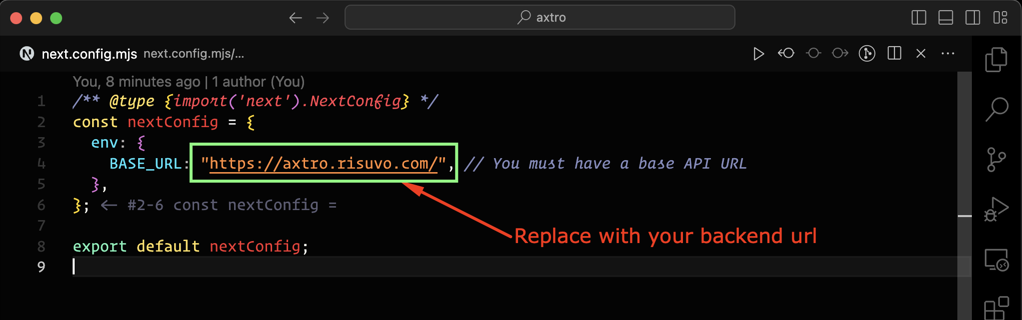 axtro
next.config.mjs next.config.mjs/...
You, 8 minutes ago | 1 author (You)
1 /** @type {import('next').NextConfig} */
2 const nextConfig = {
3 env: {
4 BASE_URL: "https://axtro.risuvo.com/", // You must have a base API URL
5 },
6 }; <- #2-6 const nextConfig =
7
8 export default nextConfig;
9
Replace with your backend url